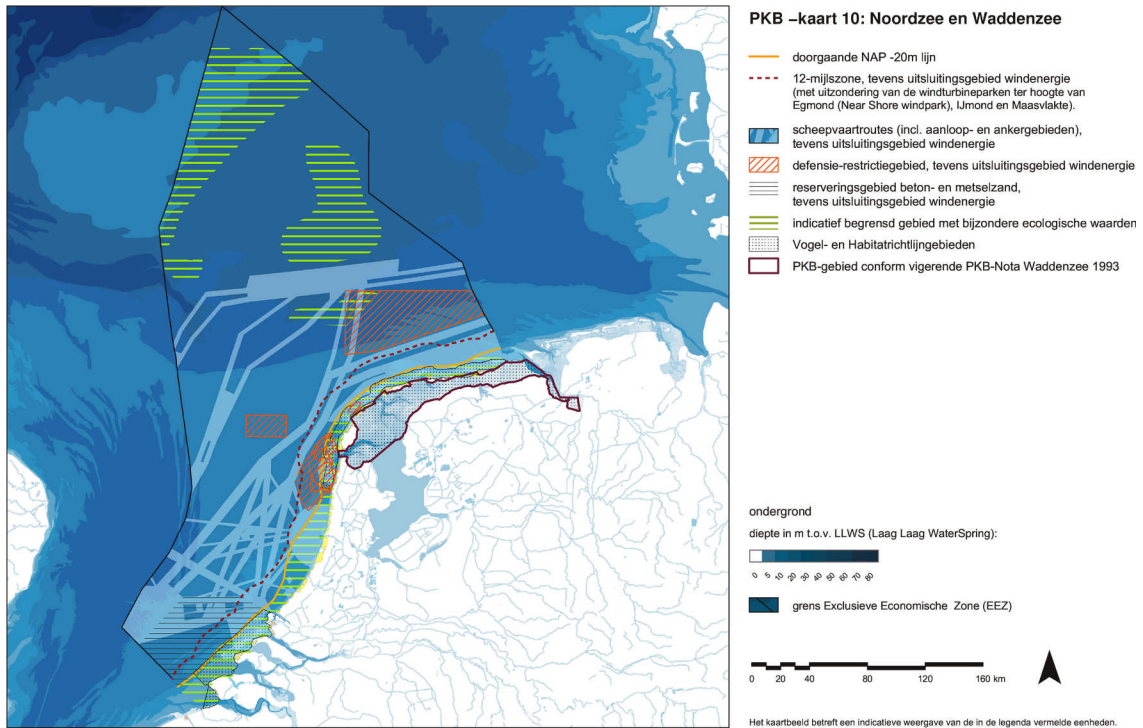 PKB –kaart 10: Noordzee en Waddenzee
doorgaande NAP -20m lijn
12-mijlszone, tevens uitsluitingsgebied windenergie
(met uitzondering van de windturbineparken ter hoogte van
Egmond (Near Shore windpark), IJmond en Maasvlakte).
scheepvaartroutes (incl. aanloop- en ankergebieden),
tevens uitsluitingsgebied windenergie
defensie-restrictiegebied, tevens uitsluitingsgebied windenergie
reserveringsgebied beton- en metselzand,
tevens uitsluitingsgebied windenergie
indicatief begrensd gebied met bijzondere ecologische waarden
Vogel- en Habitatrichtlijngebieden
PKB-gebied conform vigerende PKB-Nota Waddenzee 1993
ondergrond
diepte in m t.o.v. LLWS (Laag Laag WaterSpring):
0 5 10 20 30 40 50 60 70 80
grens Exclusieve Economische Zone (EEZ)
0 20 40 80 120 160 km
Het kaartbeeld betreft een indicatieve weergave van de in de legenda vermelde eenheden.